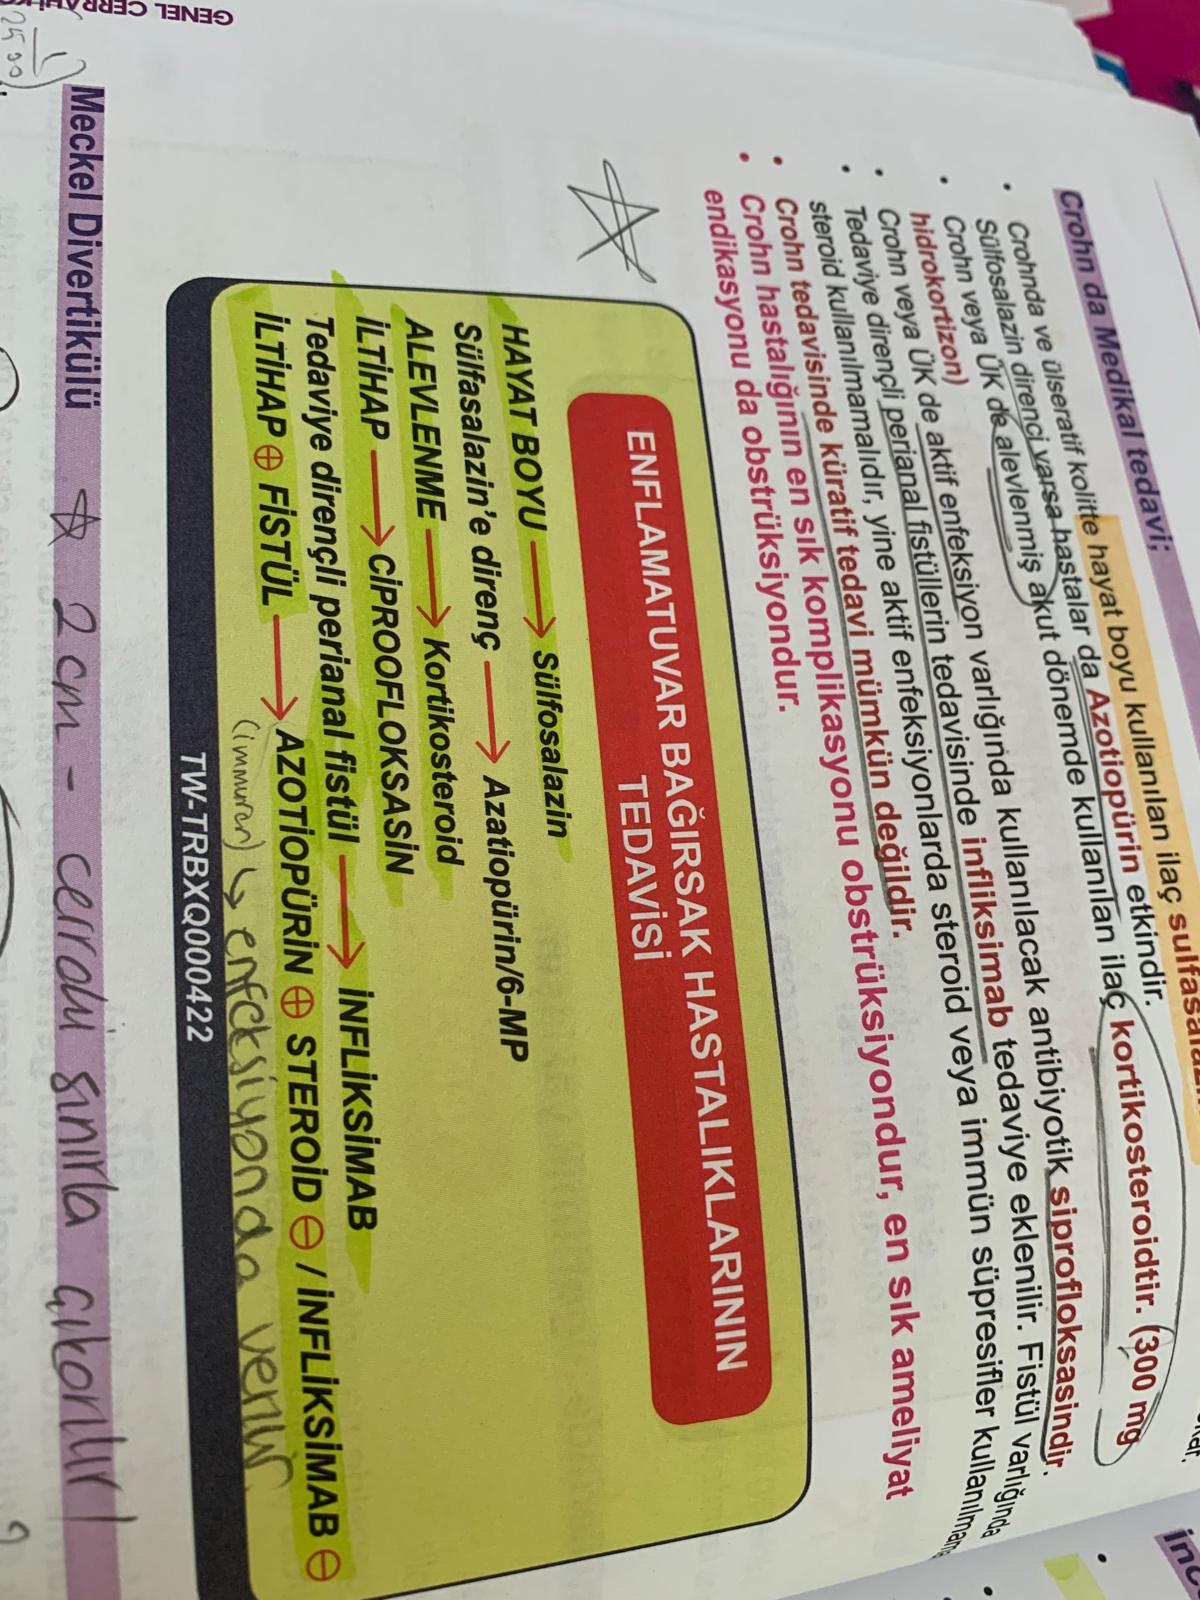 GENEL CERRAHİ
Crohn da Medikal tedavi;
• Crohnda ve ülseratif kolitte hayat boyu kullanılan ilaç
Sülfosalazin direnci varsa hastalar da Azotiopürin etkindir.
• Crohn veya ÜK de alevlenmiş akut dönemde kullanılan ilaç kortikosteroidtir. (300 mg
hidrokortizon)
• Crohn veya ÜK de aktif enfeksiyon varlığında kullanılacak antibiyotik siprofloksasindir.
• Tedaviye dirençli perianal fistüllerin tedavisinde infliksimab tedaviye eklenilir. Fistül varlığında
steroid kullanılmamalıdır, yine aktif enfeksiyonlarda steroid veya immün süpresifler
• Crohn tedavisinde küratif tedavi mümkün değildir.
• Crohn hastalığının en sık komplikasyonu obstrüksiyondur, en sık ameliyat
endikasyonu da obstrüksiyondur.
ENFLAMATUVAR BAĞIRSAK HASTALIKLARININ
TEDAVİSİ
HAYAT BOYU → Sülfosalazin
Sülfasalazin'e direnç → Azatiopürin/6-MP
ALEVLENME → Kortikosteroid
İLTİHAP → CİPROOFLOKSASİN
Tedaviye dirençli perianal fistül → İNFLİKSİMAB
İLTİHAP ⊕ FİSTÜL → AZOTİOPÜRİN ⊕ STEROİD ⊖ / İNFLİKSİMAB ⊖
(immuran) ↳ enfeksiyonda verilir
TW-TRBXQ000422
Meckel Divertikülü ☆ 2 cm - cerrahi sınırla çıkarılır!